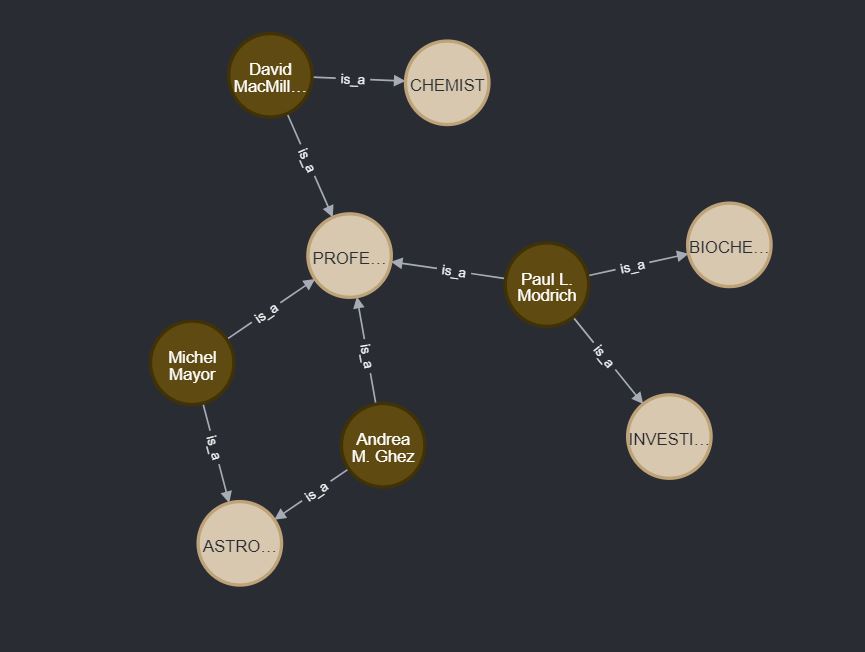 David
MacMill…
is_a
CHEMIST
is_a
PROFE…
is_a
Paul L.
Modrich
is_a
BIOCHE…
is_a
Michel
Mayor
is_a
is_a
is_a
INVESTI…
Andrea
M. Ghez
is_a
ASTRO…